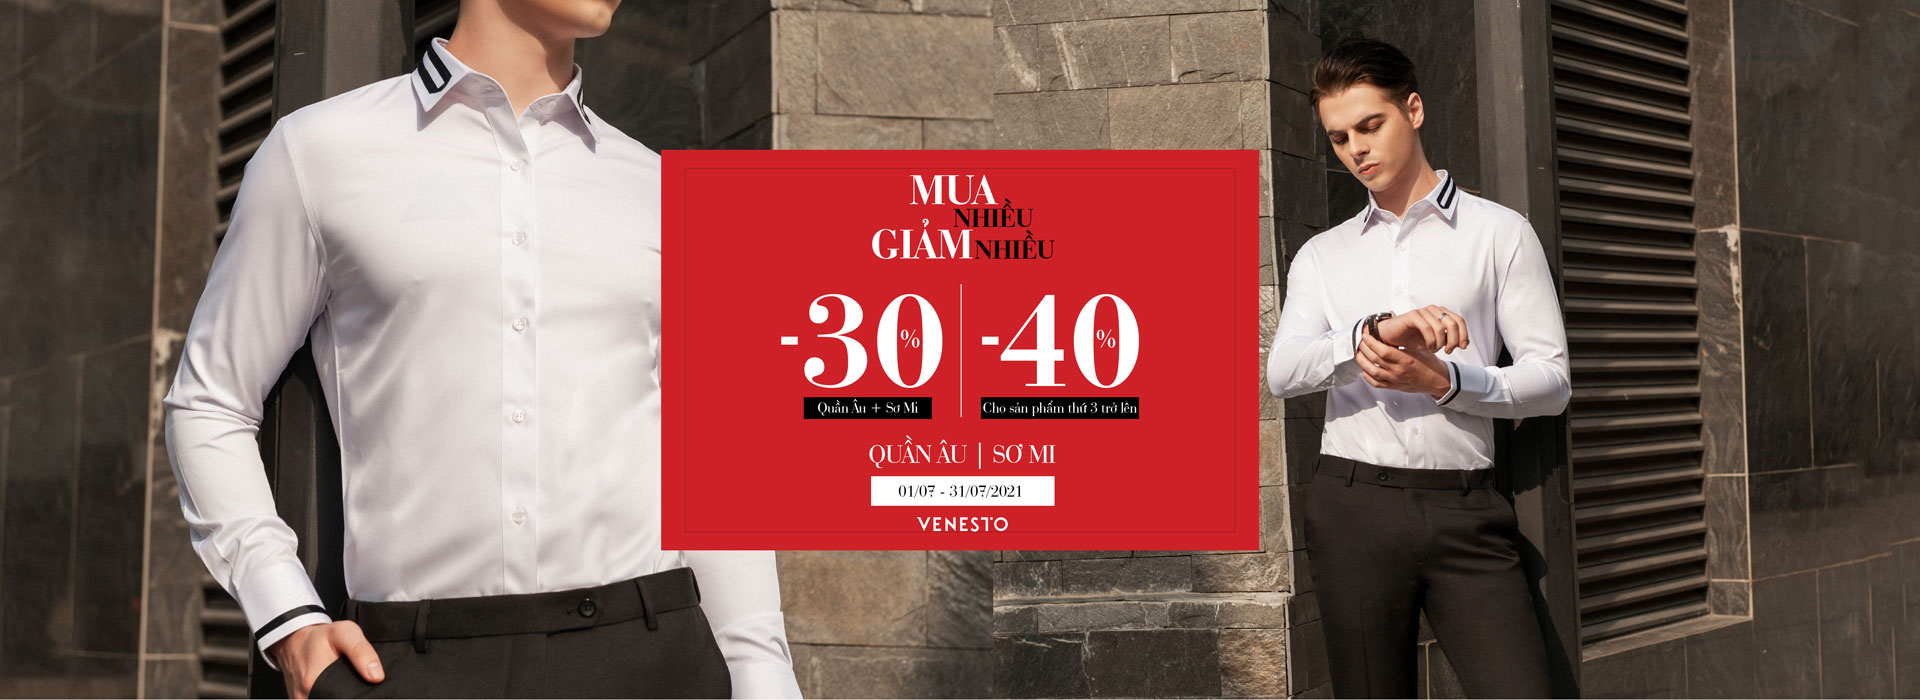 MUA
NHIỀU
GIẢM NHIỀU
-30%
Quần Âu + Sơ Mi
-40%
Cho sản phẩm thứ 3 trở lên
QUẦN ÂU | SƠ MI
01/07 - 31/07/2021
VENESTO